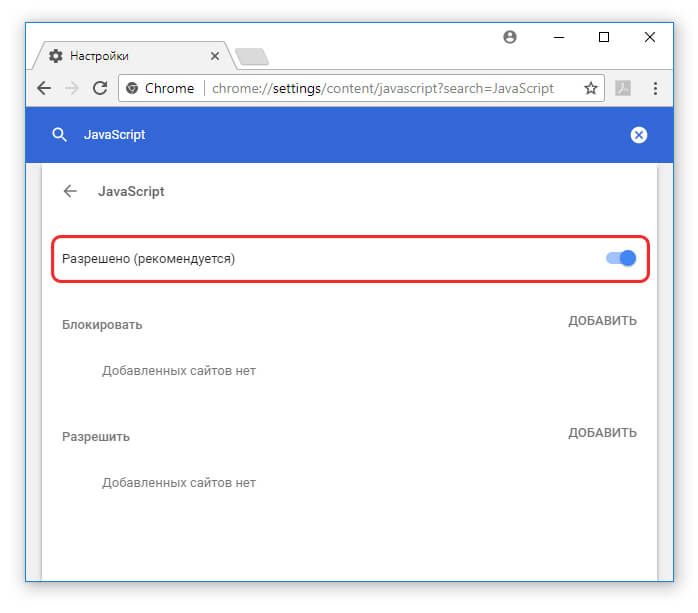 Настройки
Chrome chrome://settings/content/javascript?search=JavaScript
JavaScript
JavaScript
Разрешено (рекомендуется)
Блокировать ДОБАВИТЬ
Добавленных сайтов нет
Разрешить ДОБАВИТЬ
Добавленных сайтов нет